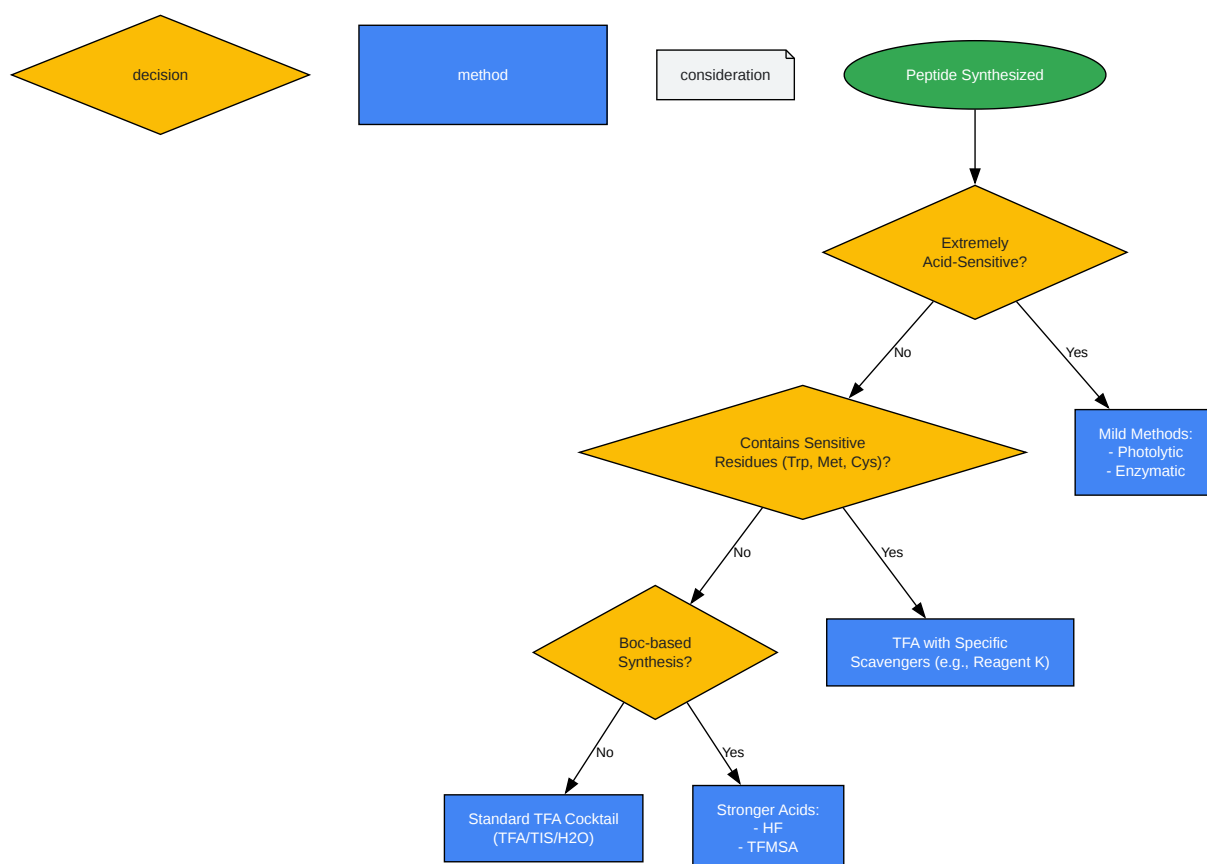 decision
method
consideration
Peptide Synthesized
Extremely
Acid-Sensitive?
No
Yes
Contains Sensitive
Residues (Trp, Met, Cys)?
Mild Methods:
- Photolytic
- Enzymatic
No
Yes
Boc-based
Synthesis?
TFA with Specific
Scavengers (e.g., Reagent K)
No
Yes
Standard TFA Cocktail
(TFA/TIS/H2O)
Stronger Acids:
- HF
- TFMSA